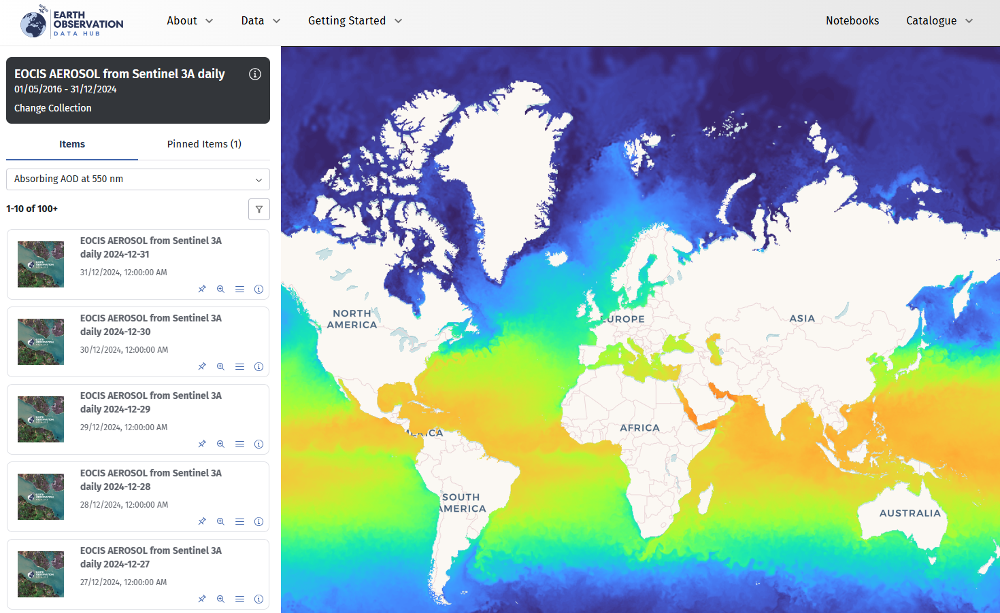 EARTH
OBSERVATION
DATA HUB
About
Data
Getting Started
Notebooks
Catalogue
EOCIS AEROSOL from Sentinel 3A daily
01/05/2016 - 31/12/2024
Change Collection
Items
Pinned Items (1)
Absorbing AOD at 550 nm
1-10 of 100+
EOCIS AEROSOL from Sentinel 3A
daily 2024-12-31
31/12/2024, 12:00:00 AM
EOCIS AEROSOL from Sentinel 3A
daily 2024-12-30
30/12/2024, 12:00:00 AM
EOCIS AEROSOL from Sentinel 3A
daily 2024-12-29
29/12/2024, 12:00:00 AM
EOCIS AEROSOL from Sentinel 3A
daily 2024-12-28
28/12/2024, 12:00:00 AM
EOCIS AEROSOL from Sentinel 3A
daily 2024-12-27
27/12/2024, 12:00:00 AM
NORTH
AMERICA
EUROPE
ASIA
AFRICA
SOUTH
AMERICA
AUSTRALIA